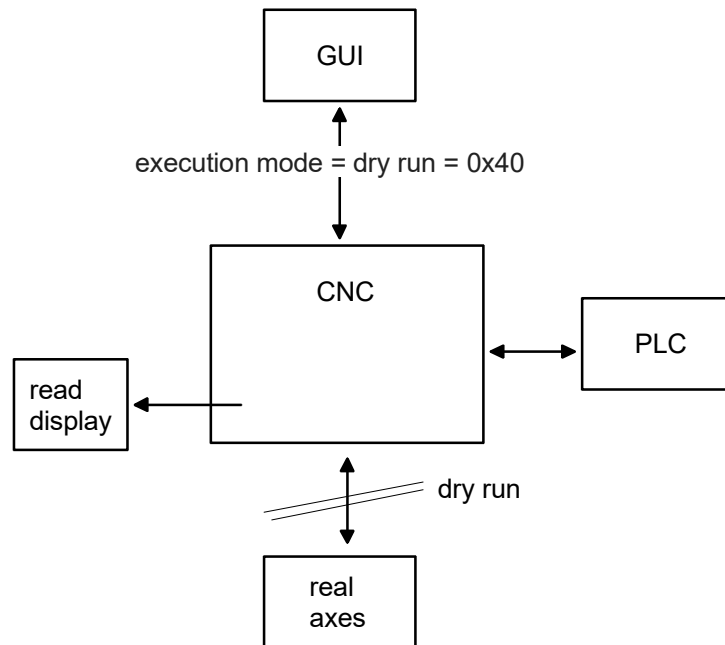 GUI
execution mode = dry run = 0x40
CNC
PLC
read
display
dry run
real
axes